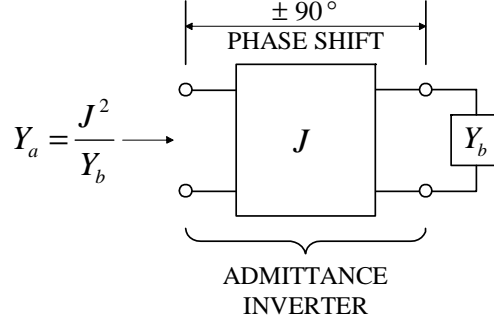 ± 90°
PHASE SHIFT
Y_a = J^2 / Y_b
J
Y_b
ADMITTANCE
INVERTER